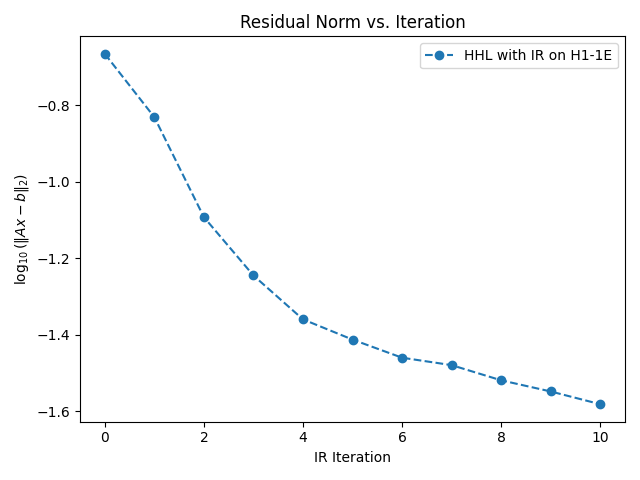 Residual Norm vs. Iteration
HHL with IR on H1-1E
log₁₀(‖Ax − b‖₂)
−0.8
−1.0
−1.2
−1.4
−1.6
0 2 4 6 8 10
IR Iteration